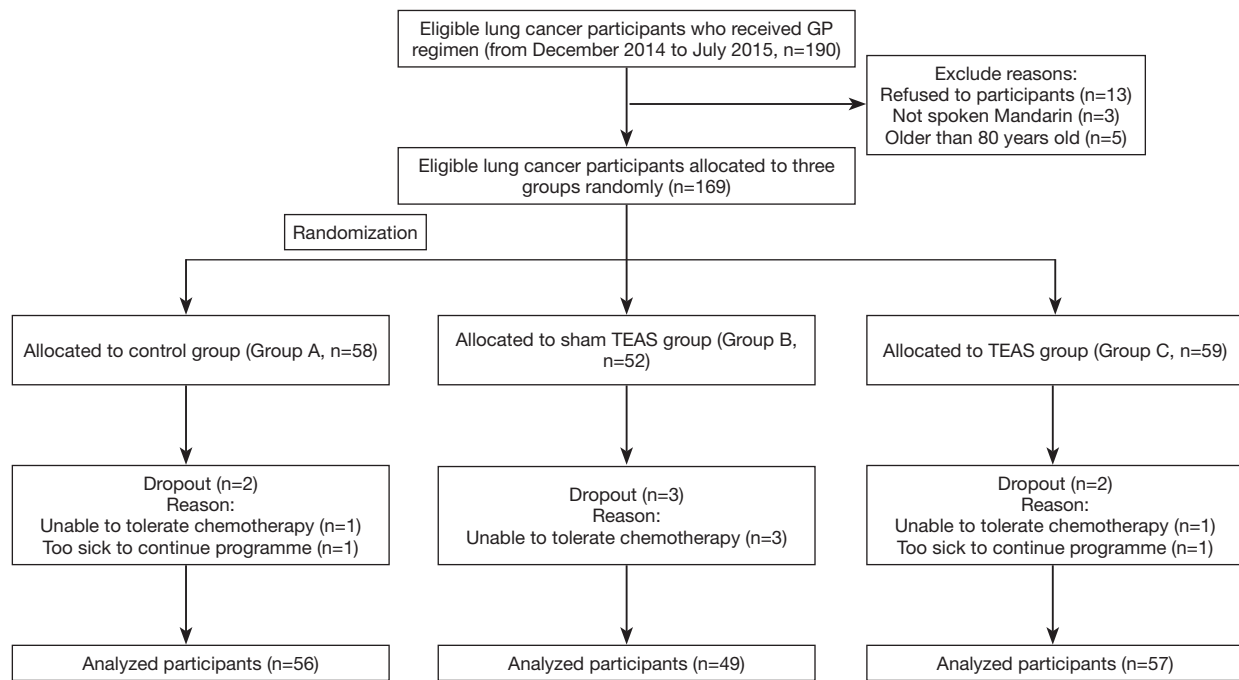 Eligible lung cancer participants who received GP
regimen (from December 2014 to July 2015, n=190)
Exclude reasons:
Refused to participants (n=13)
Not spoken Mandarin (n=3)
Older than 80 years old (n=5)
Eligible lung cancer participants allocated to three
groups randomly (n=169)
Randomization
Allocated to control group (Group A, n=58)
Allocated to sham TEAS group (Group B,
n=52)
Allocated to TEAS group (Group C, n=59)
Dropout (n=2)
Reason:
Unable to tolerate chemotherapy (n=1)
Too sick to continue programme (n=1)
Dropout (n=3)
Reason:
Unable to tolerate chemotherapy (n=3)
Dropout (n=2)
Reason:
Unable to tolerate chemotherapy (n=1)
Too sick to continue programme (n=1)
Analyzed participants (n=56)
Analyzed participants (n=49)
Analyzed participants (n=57)